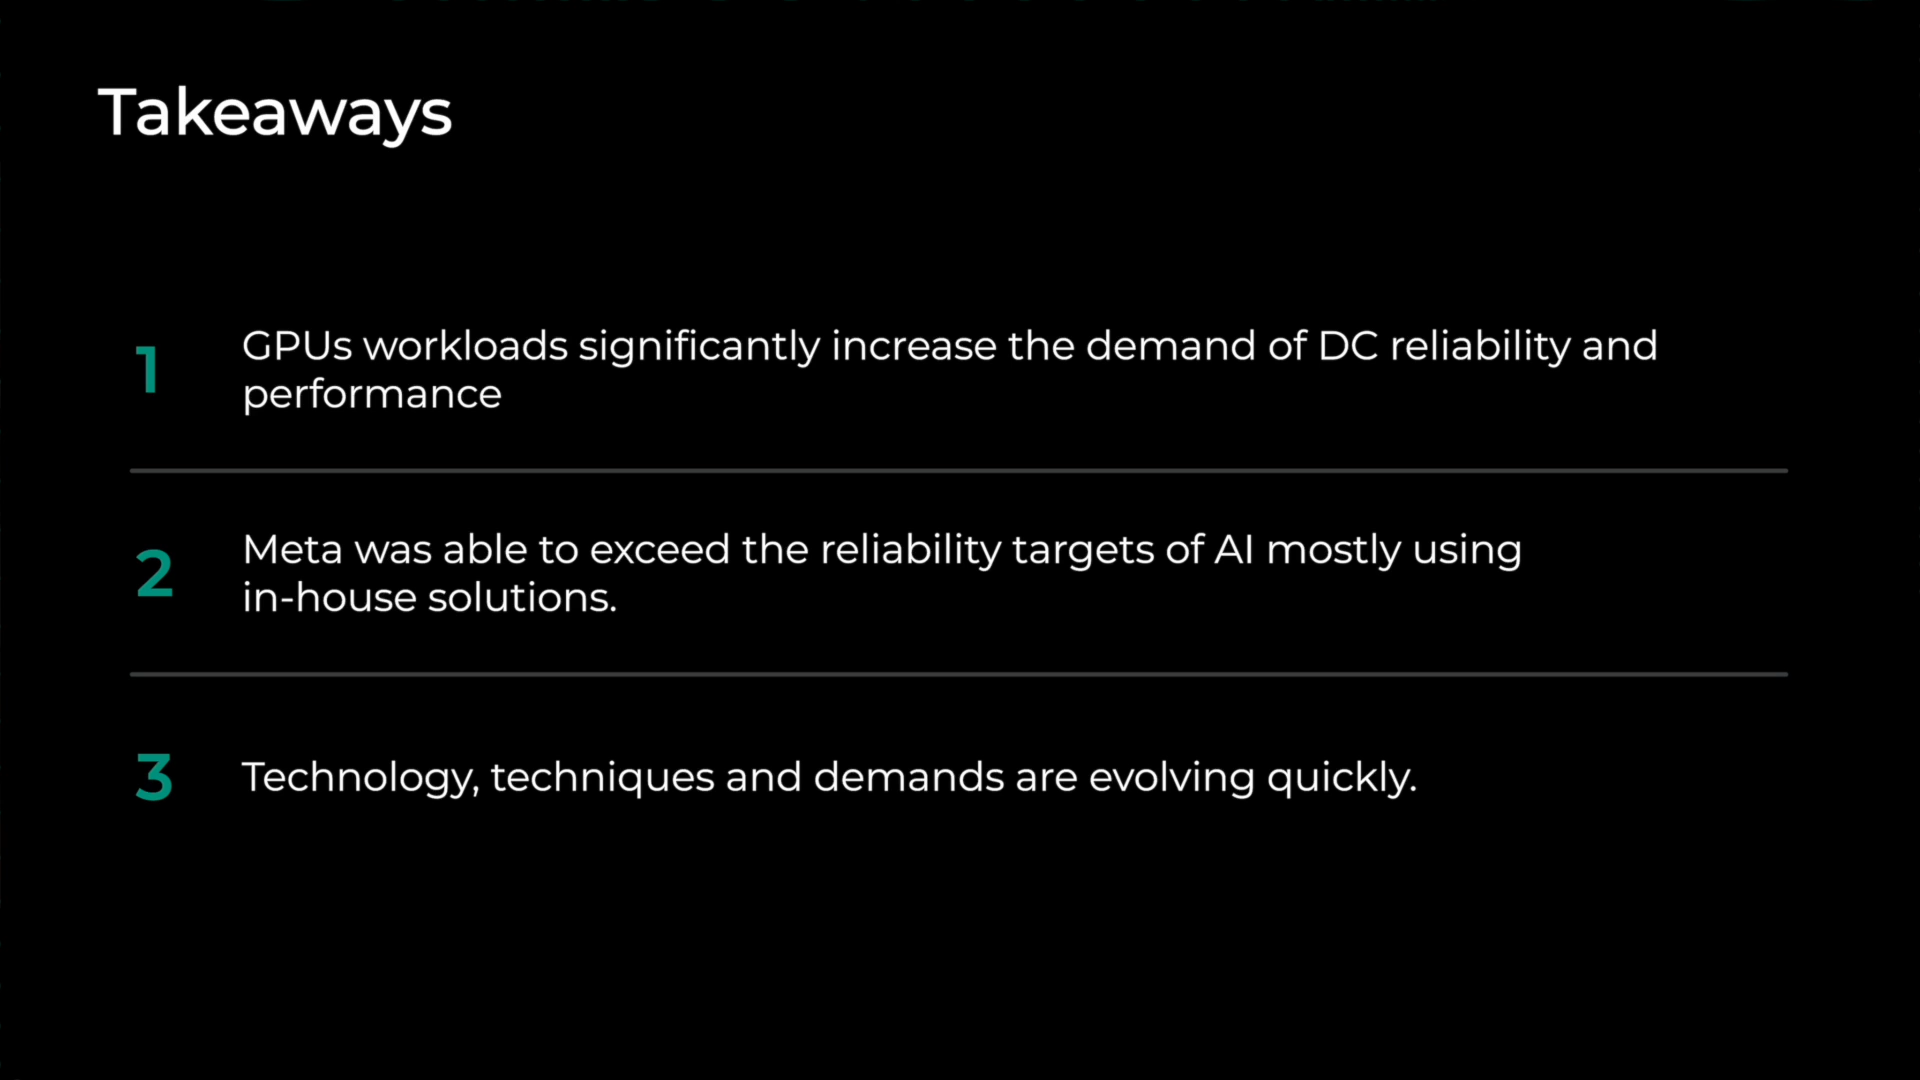 Takeaways
1
GPUs workloads significantly increase the demand of DC reliability and
performance
2
Meta was able to exceed the reliability targets of AI mostly using
in-house solutions.
3
Technology, techniques and demands are evolving quickly.